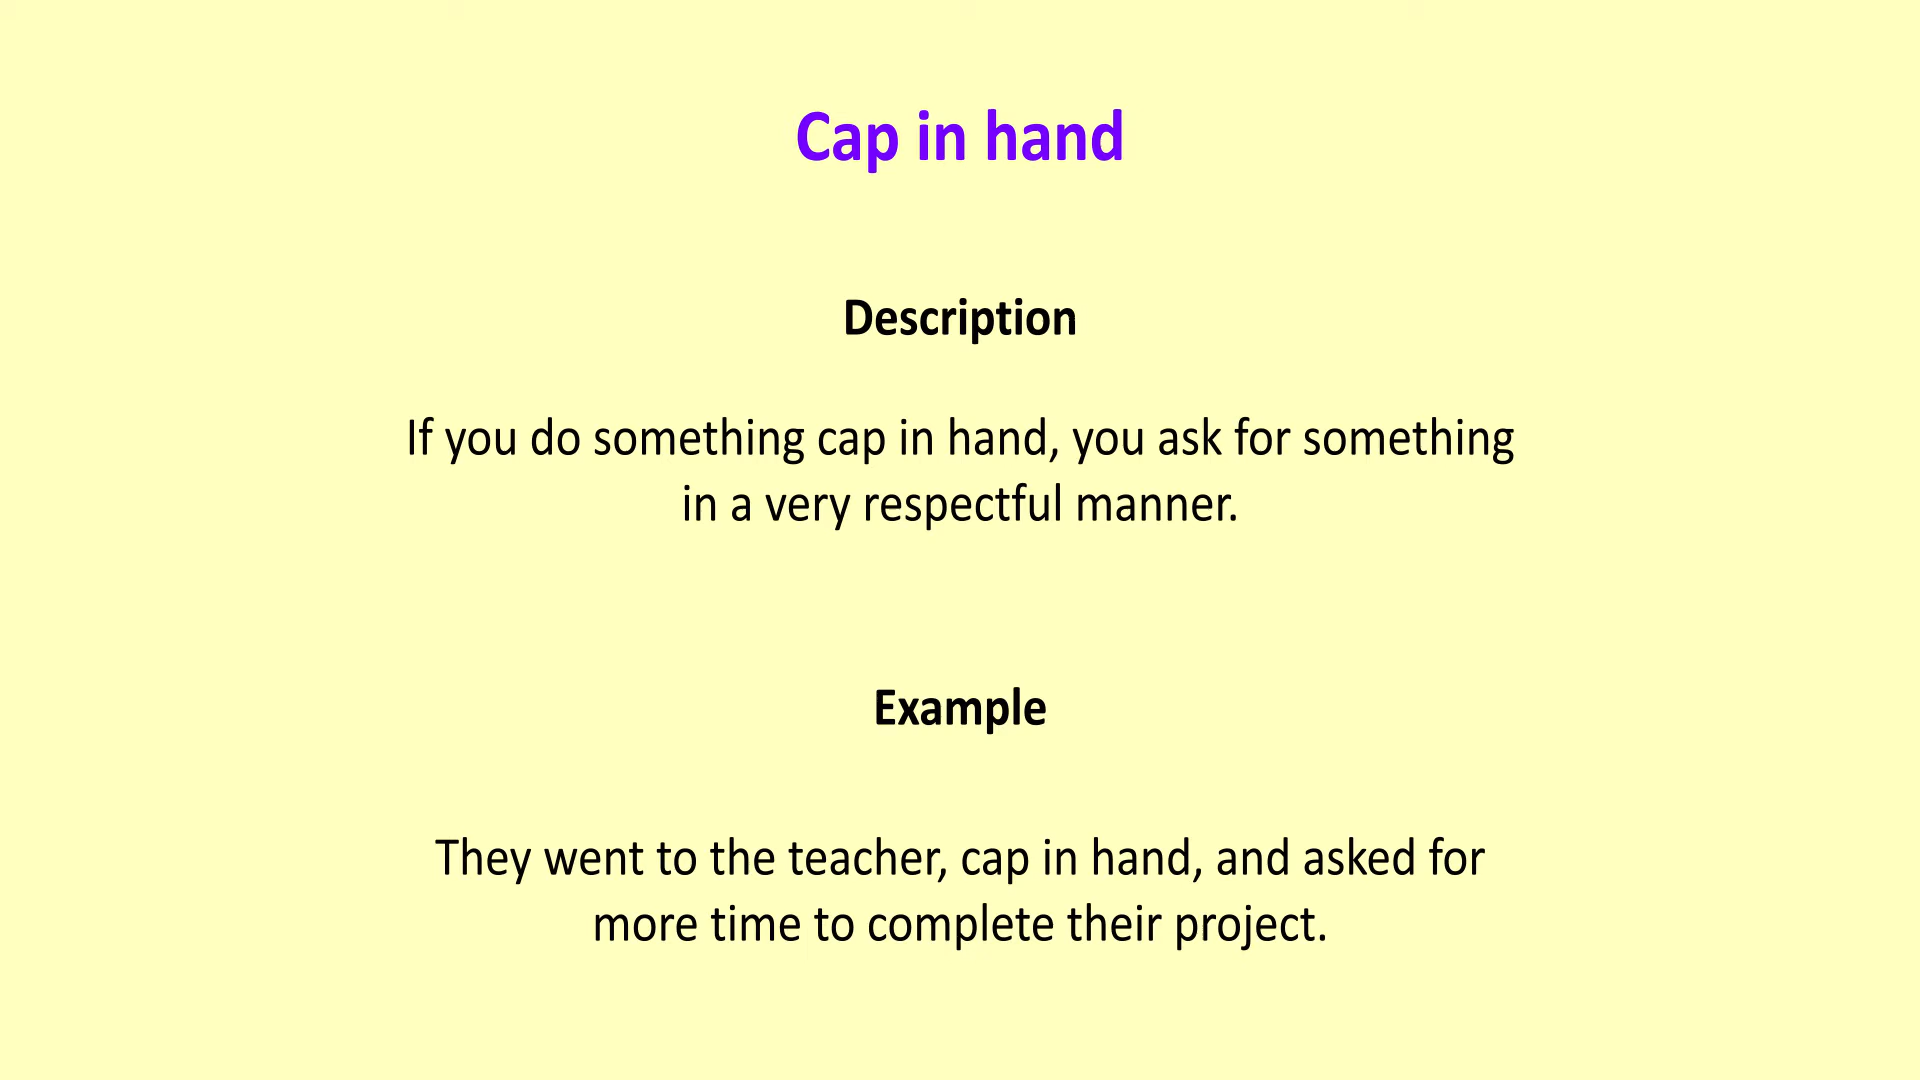 Cap in hand
Description
If you do something cap in hand, you ask for something
in a very respectful manner.
Example
They went to the teacher, cap in hand, and asked for
more time to complete their project.